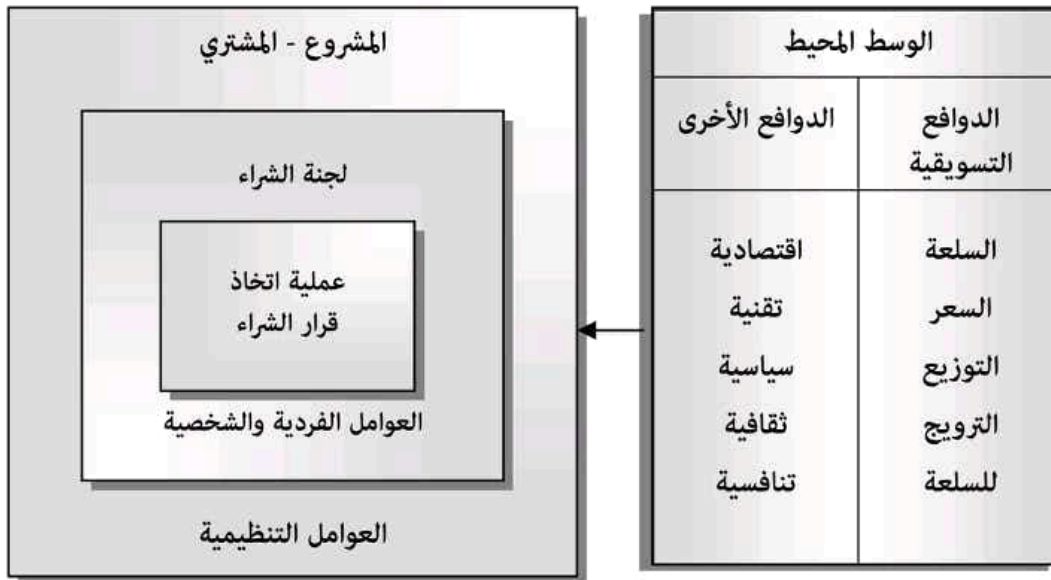 الوسط المحيط
الدوافع
التسويقية
الدوافع الأخرى
السلعة
اقتصادية
السعر
تقنية
التوزيع
سياسية
الترويج
ثقافية
للسلعة
تنافسية
المشروع - المشتري
لجنة الشراء
عملية اتخاذ
قرار الشراء
العوامل الفردية والشخصية
العوامل التنظيمية